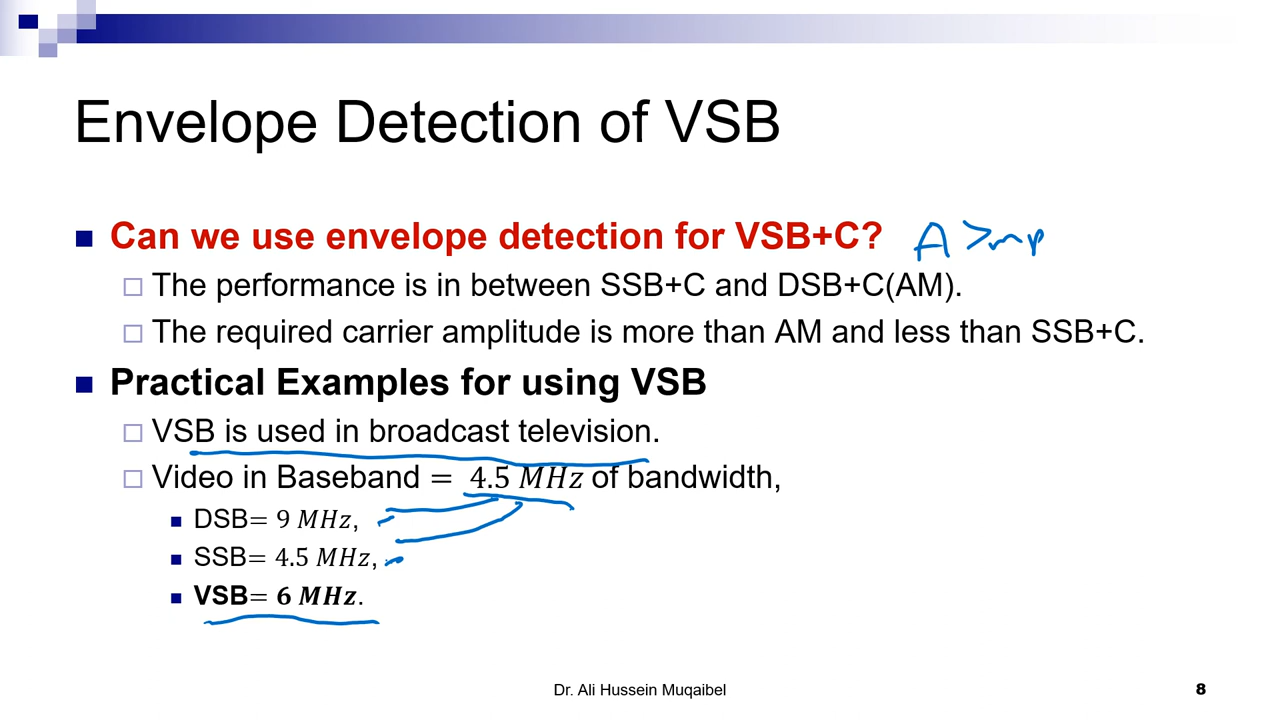 Envelope Detection of VSB
Can we use envelope detection for VSB+C? A > mp
The performance is in between SSB+C and DSB+C(AM).
The required carrier amplitude is more than AM and less than SSB+C.
Practical Examples for using VSB
VSB is used in broadcast television.
Video in Baseband = 4.5 MHz of bandwidth,
DSB= 9 MHz,
SSB= 4.5 MHz,
VSB= 6 MHz.
Dr. Ali Hussein Muqaibel
8